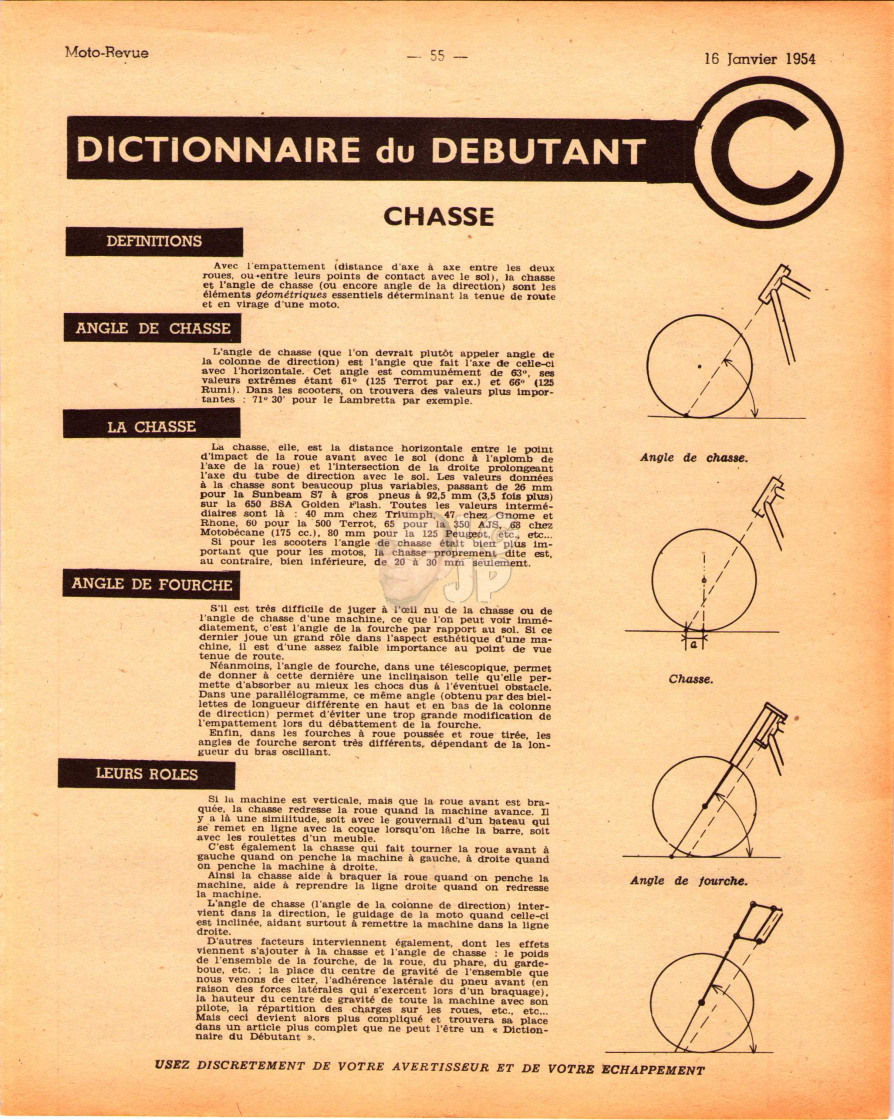 Moto-Revue
— 55 —
16 Janvier 1954
DICTIONNAIRE du DEBUTANT
C
CHASSE
DEFINITIONS
Avec l'empattement (distance d'axe à axe entre les deux
roues, ou entre leurs points de contact avec le sol), la chasse
et l'angle de chasse (ou encore angle de la direction) sont les
éléments géométriques essentiels déterminant la tenue de route
et en virage d'une moto.
ANGLE DE CHASSE
L'angle de chasse (que l'on devrait plutôt appeler angle de
la colonne de direction) est l'angle que fait l'axe de celle-ci
avec l'horizontale. Cet angle est communément de 63°, ses
valeurs extrêmes étant 61° (125 Terrot par ex.) et 66° (125
Rumi). Dans les scooters, on trouvera des valeurs plus impor-
tantes : 71° 30' pour le Lambretta par exemple.
Angle de chasse.
LA CHASSE
La chasse, elle, est la distance horizontale entre le point
d'impact de la roue avant avec le sol (donc à l'aplomb de
l'axe de la roue) et l'intersection de la droite prolongeant
l'axe du tube de direction avec le sol. Les valeurs données
à la chasse sont beaucoup plus variables, passant de 26 mm
pour la Sunbeam S7 à gros pneus à 92,5 mm (3,5 fois plus)
sur la 650 BSA Golden Flash. Toutes les valeurs intermé-
diaires sont là : 40 mm chez Triumph, 47 chez Gnome et
Rhone, 60 pour la 500 Terrot, 65 pour la 350 AJS, 68 chez
Motobécane (175 cc.), 80 mm pour la 125 Peugeot, etc., etc...
Si pour les scooters l'angle de chasse était bien plus im-
portant que pour les motos, la chasse proprement dite est,
au contraire, bien inférieure, de 20 à 30 mm seulement.
JP
a
Chasse.
ANGLE DE FOURCHE
S'il est très difficile de juger à l'œil nu de la chasse ou de
l'angle de chasse d'une machine, ce que l'on peut voir immé-
diatement, c'est l'angle de la fourche par rapport au sol. Si ce
dernier joue un grand rôle dans l'aspect esthétique d'une ma-
chine, il est d'une assez faible importance au point de vue
tenue de route.
Néanmoins, l'angle de fourche, dans une télescopique, permet
de donner à cette dernière une inclinaison telle qu'elle per-
mette d'absorber au mieux les chocs dus à l'éventuel obstacle.
Dans une parallélogramme, ce même angle (obtenu par des biel-
lettes de longueur différente en haut et en bas de la colonne
de direction) permet d'éviter une trop grande modification de
l'empattement lors du débattement de la fourche.
Enfin, dans les fourches à roue poussée et roue tirée, les
angles de fourche seront très différents, dépendant de la lon-
gueur du bras oscillant.
Angle de fourche.
LEURS ROLES
Si la machine est verticale, mais que la roue avant est bra-
quée, la chasse redresse la roue quand la machine avance. Il
y a là une similitude, soit avec le gouvernail d'un bateau qui
se remet en ligne avec la coque lorsqu'on lâche la barre, soit
avec les roulettes d'un meuble.
C'est également la chasse qui fait tourner la roue avant à
gauche quand on penche la machine à gauche, à droite quand
on penche la machine à droite.
Ainsi la chasse aide à braquer la roue quand on penche la
machine, aide à reprendre la ligne droite quand on redresse
la machine.
L'angle de chasse (l'angle de la colonne de direction) inter-
vient dans la direction, le guidage de la moto quand celle-ci
est inclinée, aidant surtout à remettre la machine dans la ligne
droite.
D'autres facteurs interviennent également, dont les effets
viennent s'ajouter à la chasse et l'angle de chasse : le poids
de l'ensemble de la fourche, de la roue, du phare, du garde-
boue, etc. ; la place du centre de gravité de l'ensemble que
nous venons de citer, l'adhérence latérale du pneu avant (en
raison des forces latérales qui s'exercent lors d'un braquage),
la hauteur du centre de gravité de toute la machine avec son
pilote, la répartition des charges sur les roues, etc., etc...
Mais ceci devient alors plus compliqué et trouvera sa place
dans un article plus complet que ne peut l'être un « Diction-
naire du Débutant ».
USEZ DISCRETEMENT DE VOTRE AVERTISSEUR ET DE VOTRE ECHAPPEMENT